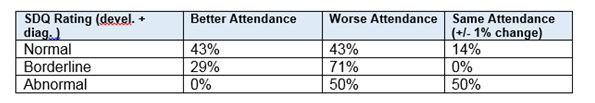 SDQ Rating (devel. + Better Attendance Worse Attendance Same Attendance
diag. ) (+/- 1% change)
Normal 43% 43% 14%
Borderline 29% 71% 0%
Abnormal 0% 50% 50%